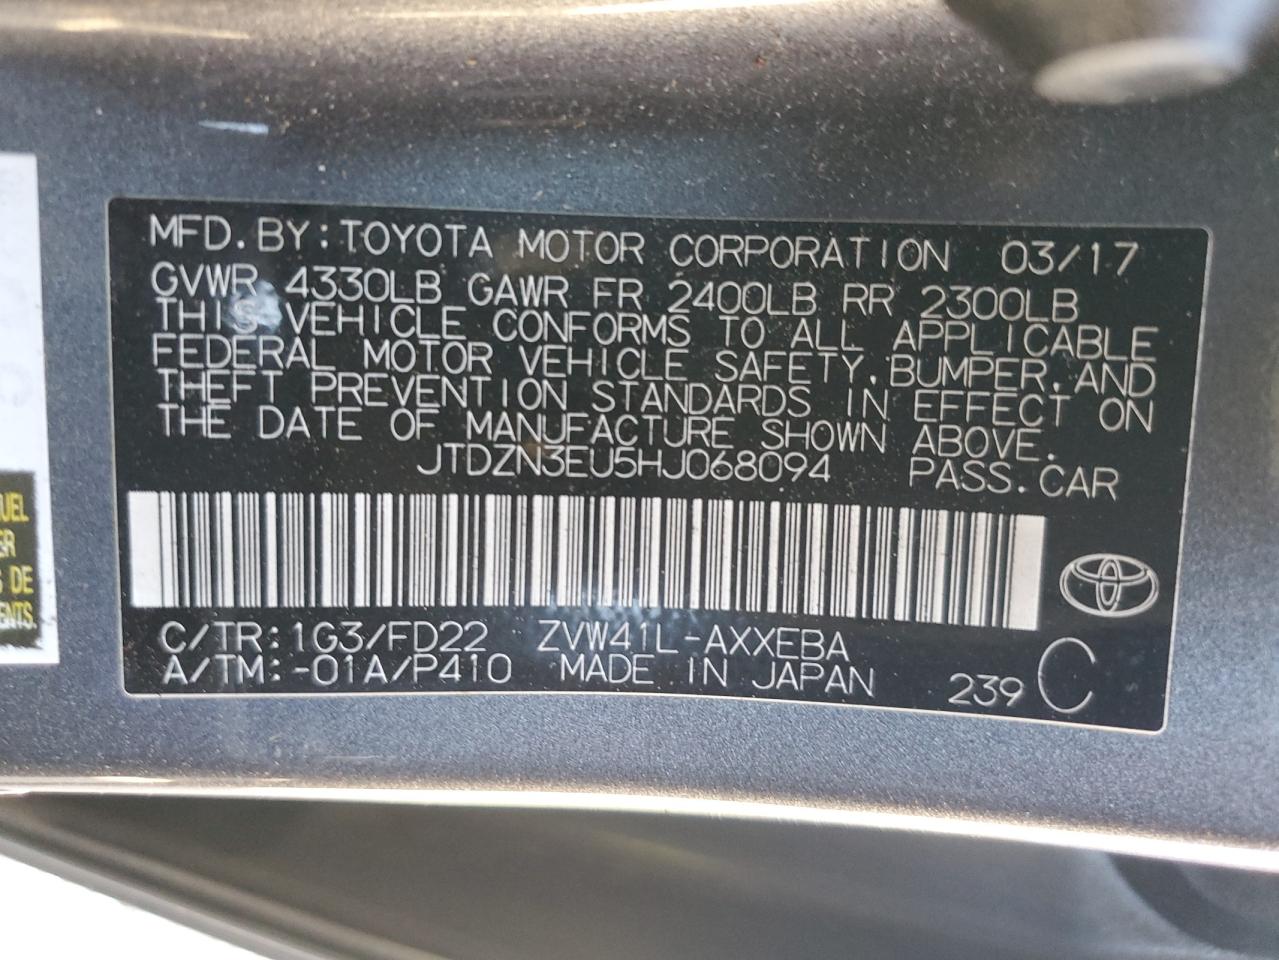 MFD. BY: TOYOTA MOTOR CORPORATION 03/17
GVWR 4330LB GAWR FR 2400LB RR 2300LB
THIS VEHICLE CONFORMS TO ALL APPLICABLE
FEDERAL MOTOR VEHICLE SAFETY, BUMPER, AND
THEFT PREVENTION STANDARDS IN EFFECT ON
THE DATE OF MANUFACTURE SHOWN ABOVE.
JTDZN3EU5HJ068094 PASS. CAR
C/TR: 1G3/FD22 ZVW41L-AXXEBA
A/TM: -01A/P410 MADE IN JAPAN 239 C
DE